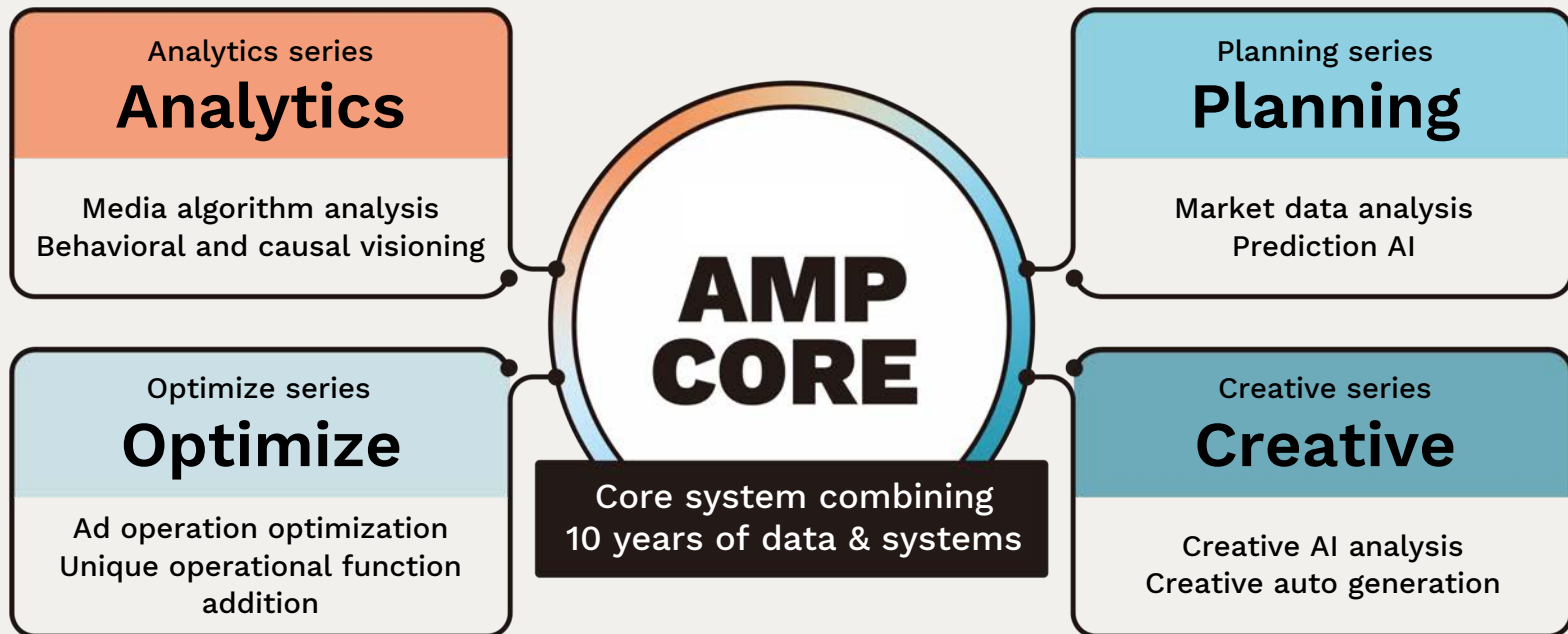 Analytics series
Analytics
Media algorithm analysis
Behavioral and causal visioning
Planning series
Planning
Market data analysis
Prediction AI
AMP
CORE
Core system combining
10 years of data & systems
Optimize series
Optimize
Ad operation optimization
Unique operational function
addition
Creative series
Creative
Creative AI analysis
Creative auto generation